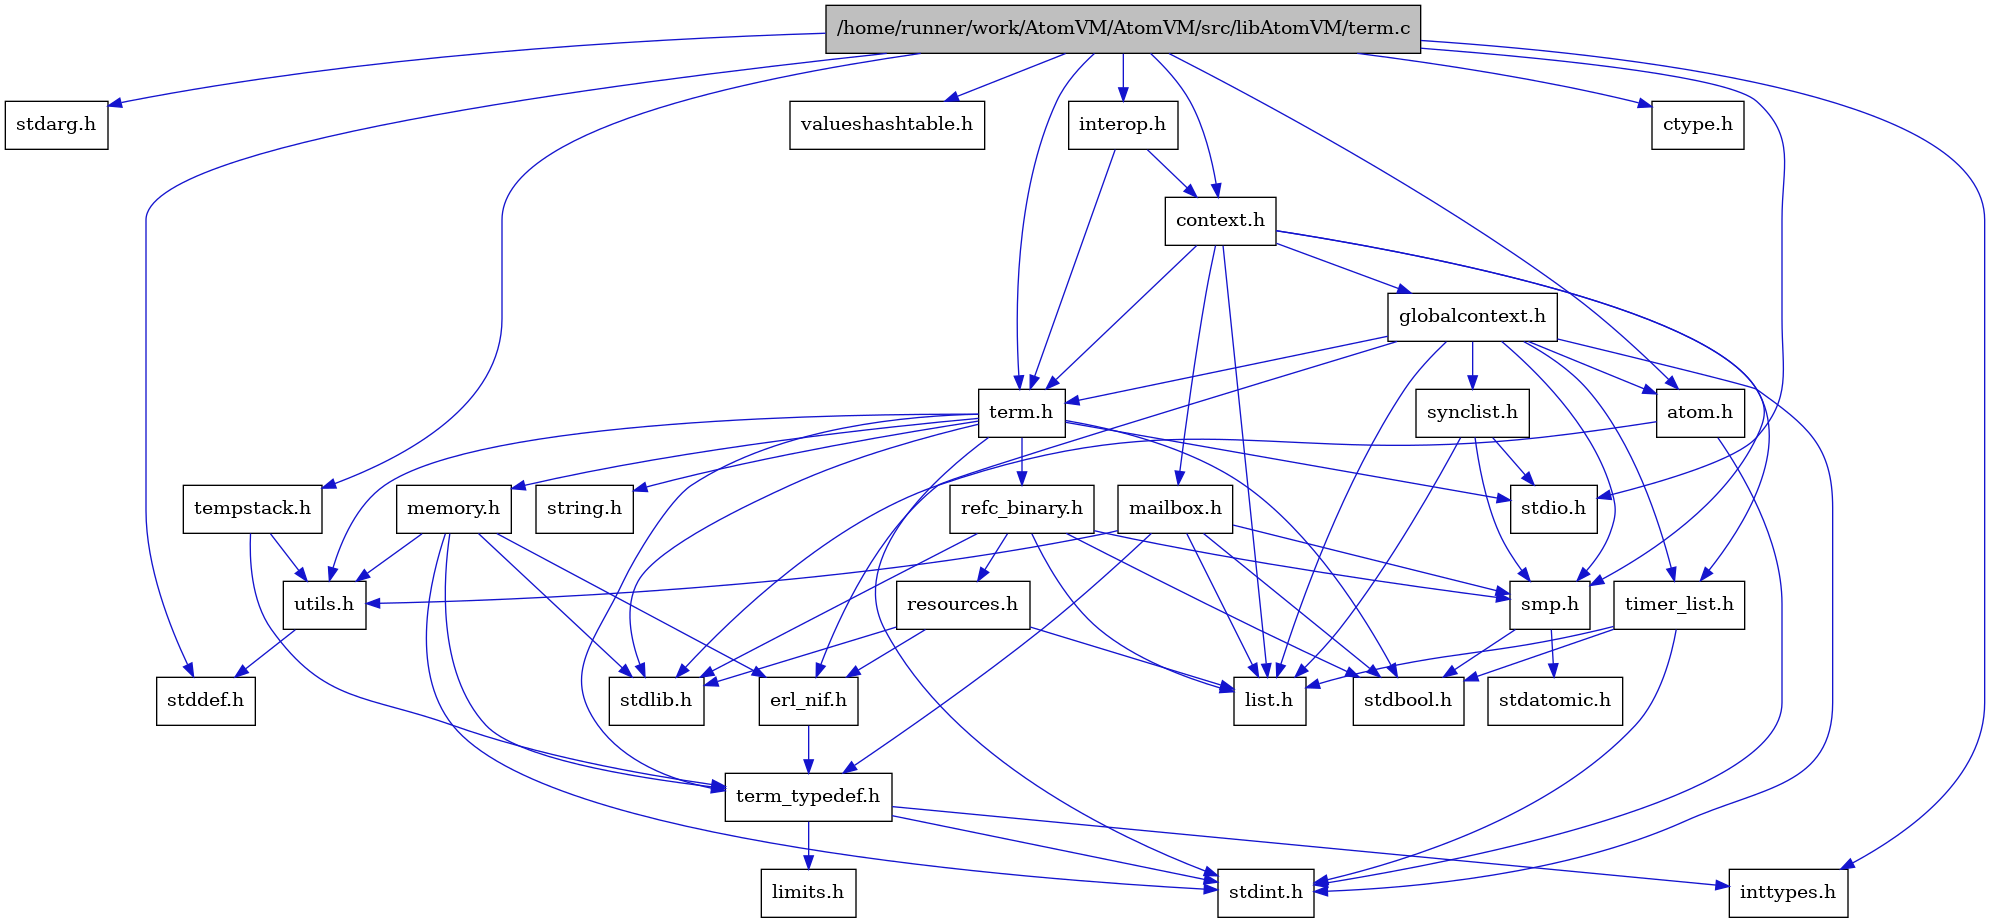 /home/runner/work/AtomVM/AtomVM/src/libAtomVM/term.c
stdarg.h
valueshashtable.h
interop.h
ctype.h
context.h
globalcontext.h
term.h
synclist.h
atom.h
tempstack.h
memory.h
string.h
refc_binary.h
mailbox.h
stdio.h
utils.h
resources.h
smp.h
timer_list.h
stddef.h
stdlib.h
erl_nif.h
list.h
stdbool.h
stdatomic.h
term_typedef.h
limits.h
stdint.h
inttypes.h